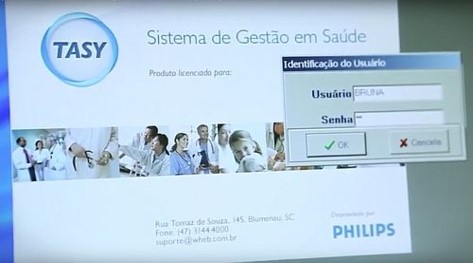 TASY
Sistema de Gestão em Saúde
Produto licenciado para:
Identificação do Usuário
Usuário BRUNA
Senha **
OK Cancela
Rua Tomaz de Souza, 145, Blumenau, SC
Fone: (47) 3144.4000
suporte@wheb.com.br
Desenvolvido por
PHILIPS